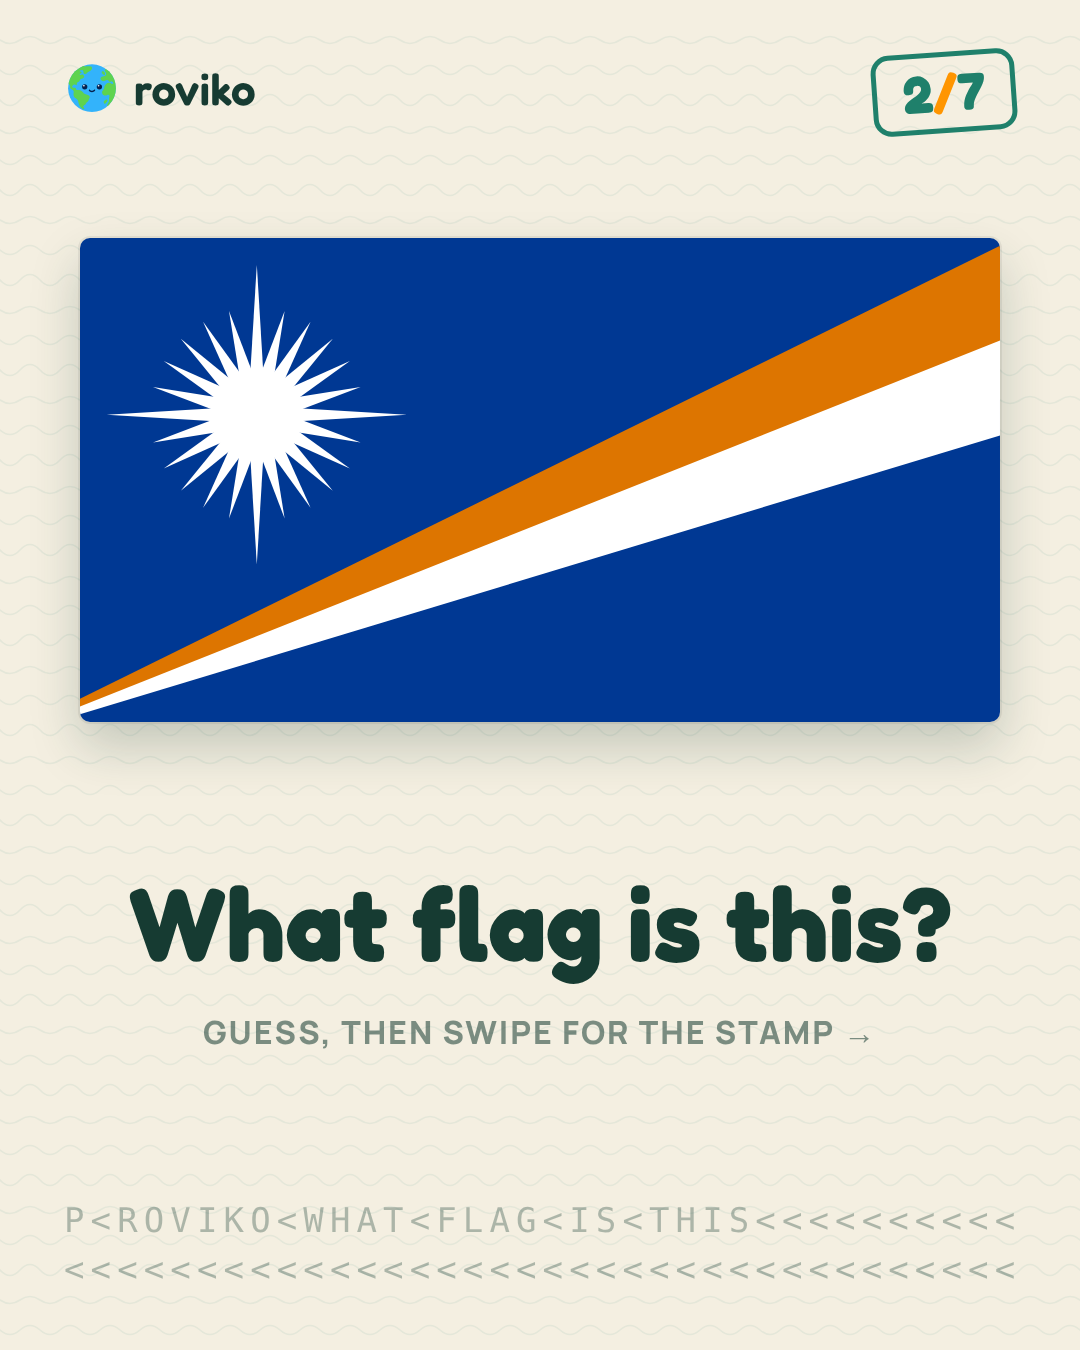 roviko
2/7
What flag is this?
GUESS, THEN SWIPE FOR THE STAMP →
P<ROVIKO<WHAT<FLAG<IS<THIS<<<<<<<<<<
<<<<<<<<<<<<<<<<<<<<<<<<<<<<<<<<<<<<